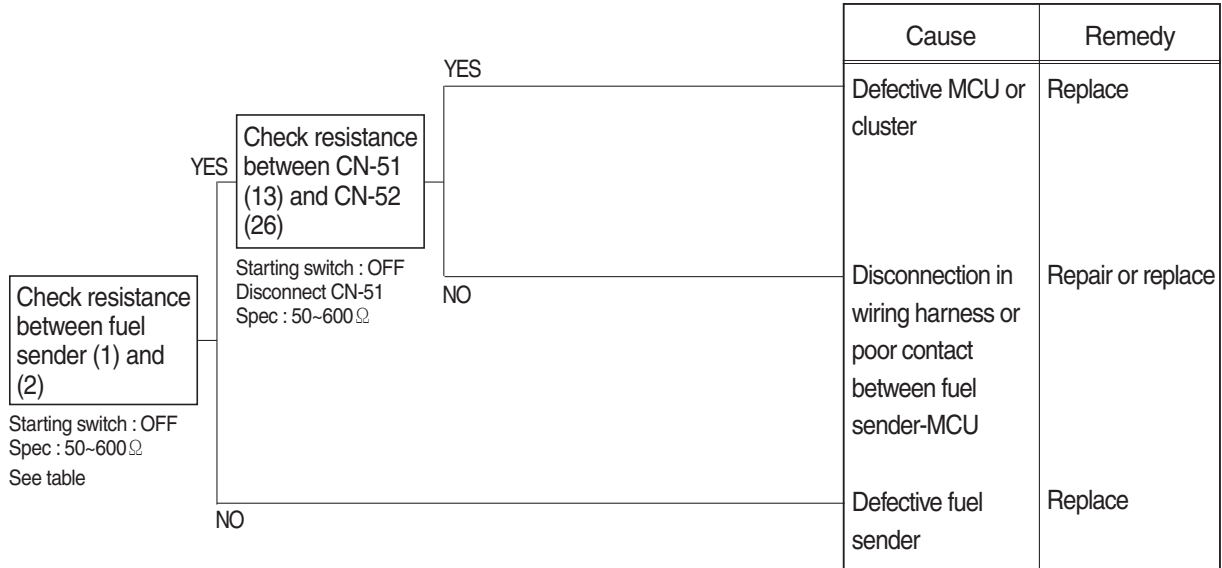 Cause
Remedy
YES
Defective MCU or
cluster
Replace
Check resistance
between CN-51
(13) and CN-52
(26)
YES
Starting switch : OFF
Disconnect CN-51
Spec : 50~600Ω
NO
Disconnection in
wiring harness or
poor contact
between fuel
sender-MCU
Repair or replace
Check resistance
between fuel
sender (1) and
(2)
Starting switch : OFF
Spec : 50~600Ω
See table
NO
Defective fuel
sender
Replace